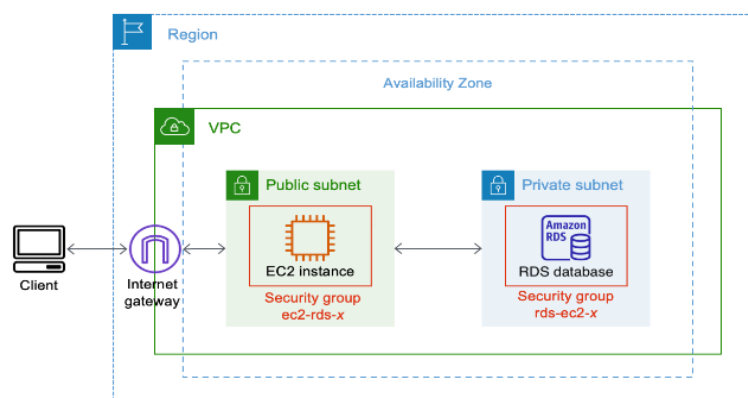 Region
Availability Zone
VPC
Public subnet
Private subnet
Amazon
RDS
EC2 instance
RDS database
Client
Internet
gateway
Security group
ec2-rds-x
Security group
rds-ec2-x